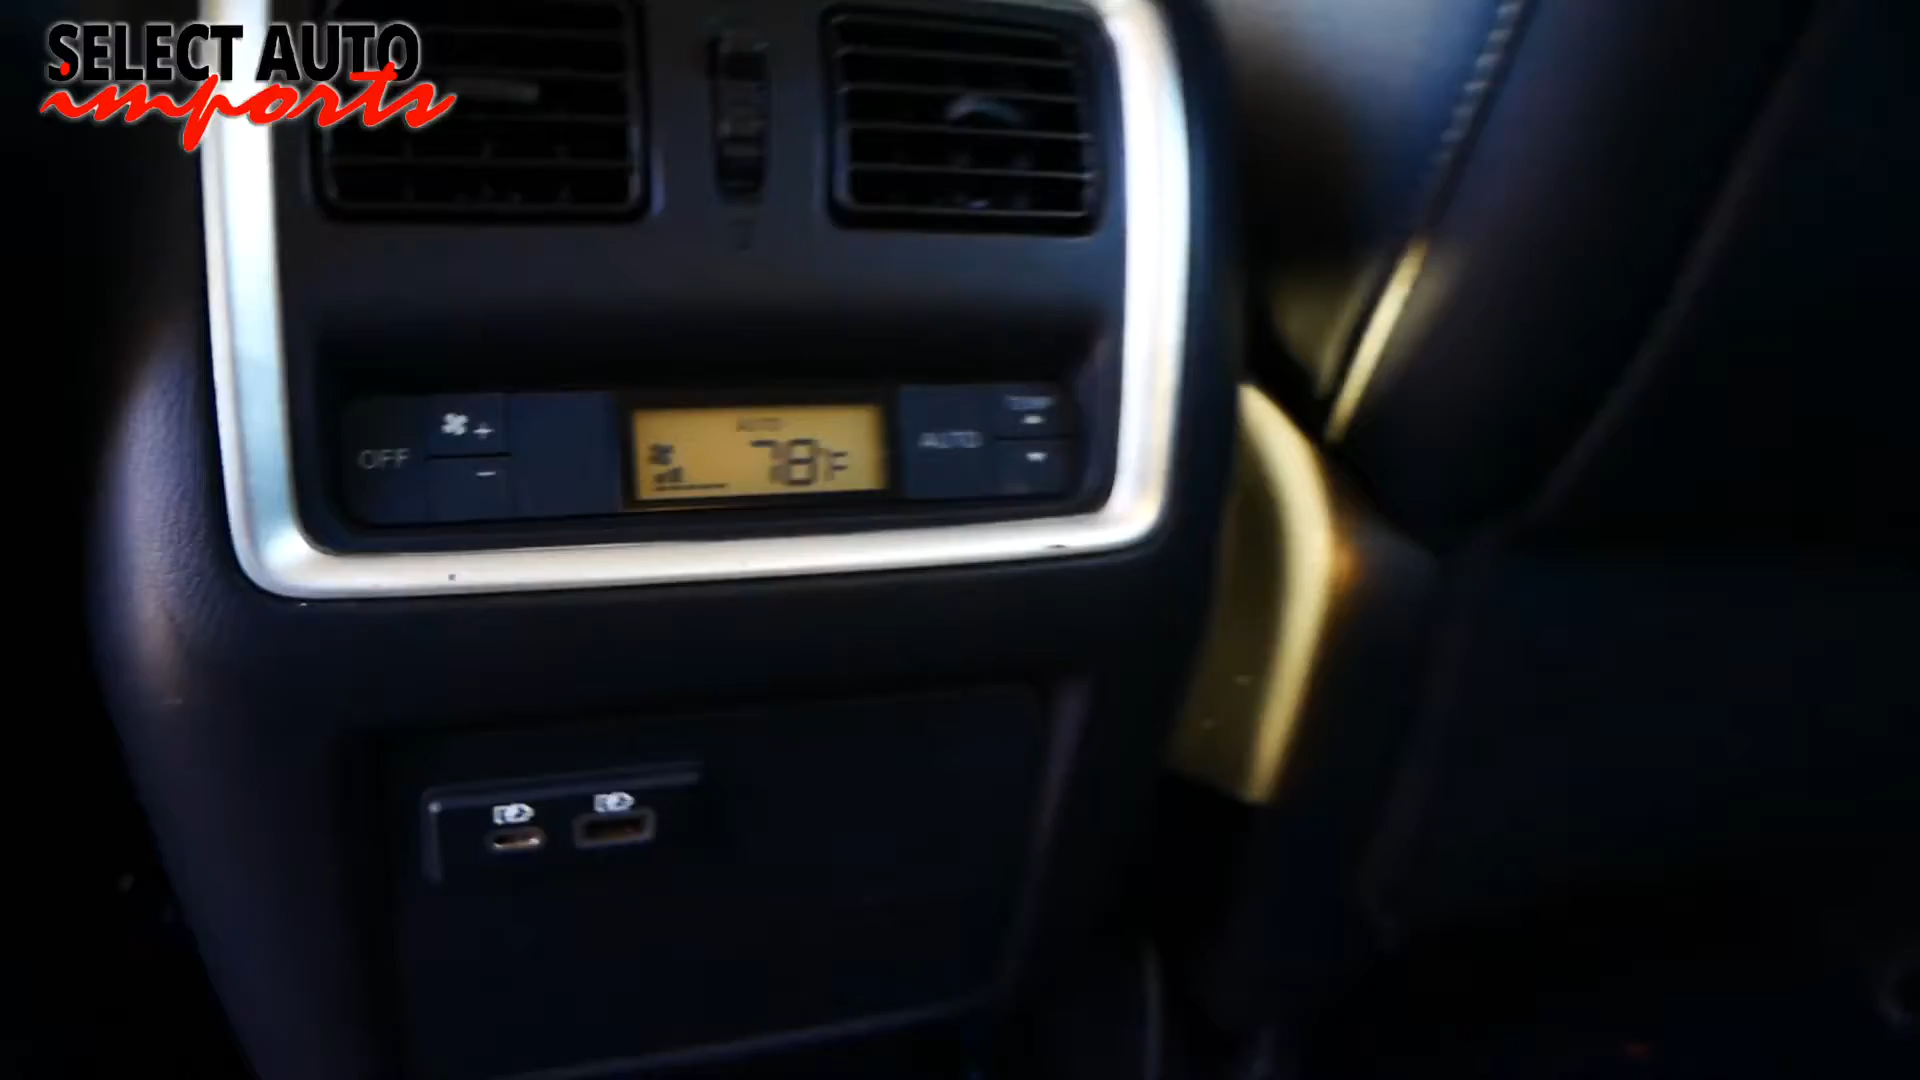 SELECT AUTO
imports
OFF
+
-
AUTO
78°F
AUTO
TEMP